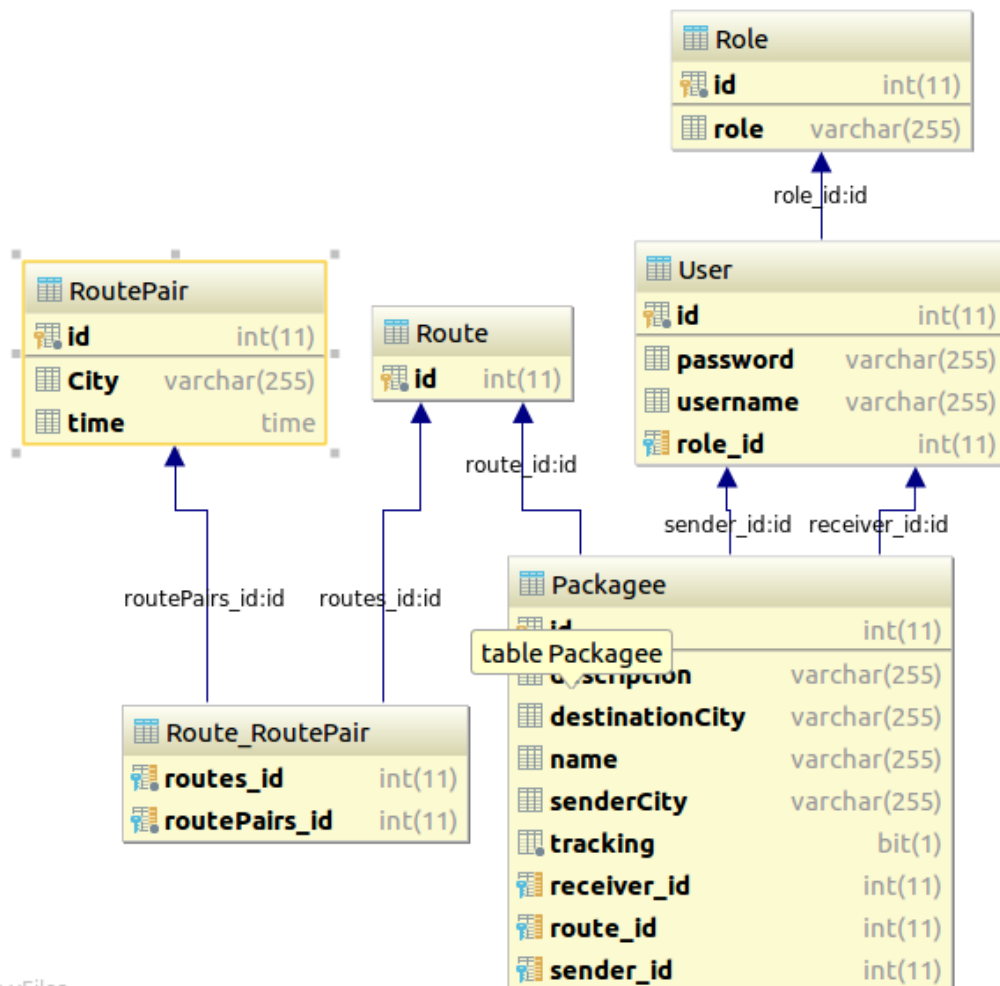 Role
id int(11)
role varchar(255)
role_id:id
User
id int(11)
password varchar(255)
username varchar(255)
role_id int(11)
RoutePair
id int(11)
City varchar(255)
time time
Route
id int(11)
route_id:id
sender_id:id receiver_id:id
routePairs_id:id routes_id:id
Packagee
id int(11)
table Packagee
description varchar(255)
destinationCity varchar(255)
name varchar(255)
senderCity varchar(255)
tracking bit(1)
receiver_id int(11)
route_id int(11)
sender_id int(11)
Route_RoutePair
routes_id int(11)
routePairs_id int(11)